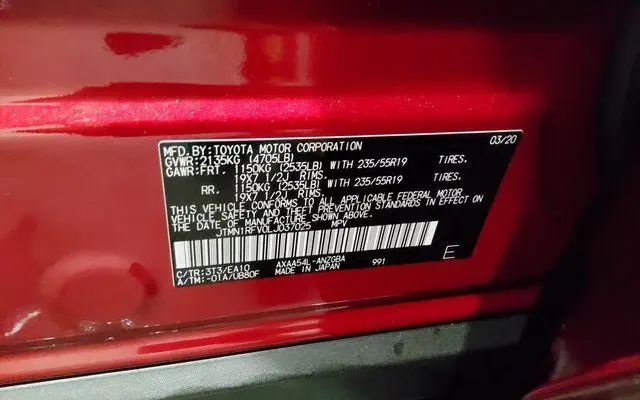 MFD.BY:TOYOTA MOTOR CORPORATION 03/20
GVWR:2135KG (4705LB)
GAWR:FRT. 1150KG (2535LB) WITH 235/55R19 TIRES.
19X7 1/2J RIMS.
RR. 1150KG (2535LB) WITH 235/55R19 TIRES.
19X7 1/2J RIMS.
THIS VEHICLE CONFORMS TO ALL APPLICABLE FEDERAL MOTOR
VEHICLE SAFETY AND THEFT PREVENTION STANDARDS IN EFFECT ON
THE DATE OF MANUFACTURE SHOWN ABOVE.
JTMN1RFV0LJ037025 MPV
C/TR:3T3/EA10 AXAA54L-ANZGBA 991 E
A/TM:-01A/UB80F MADE IN JAPAN